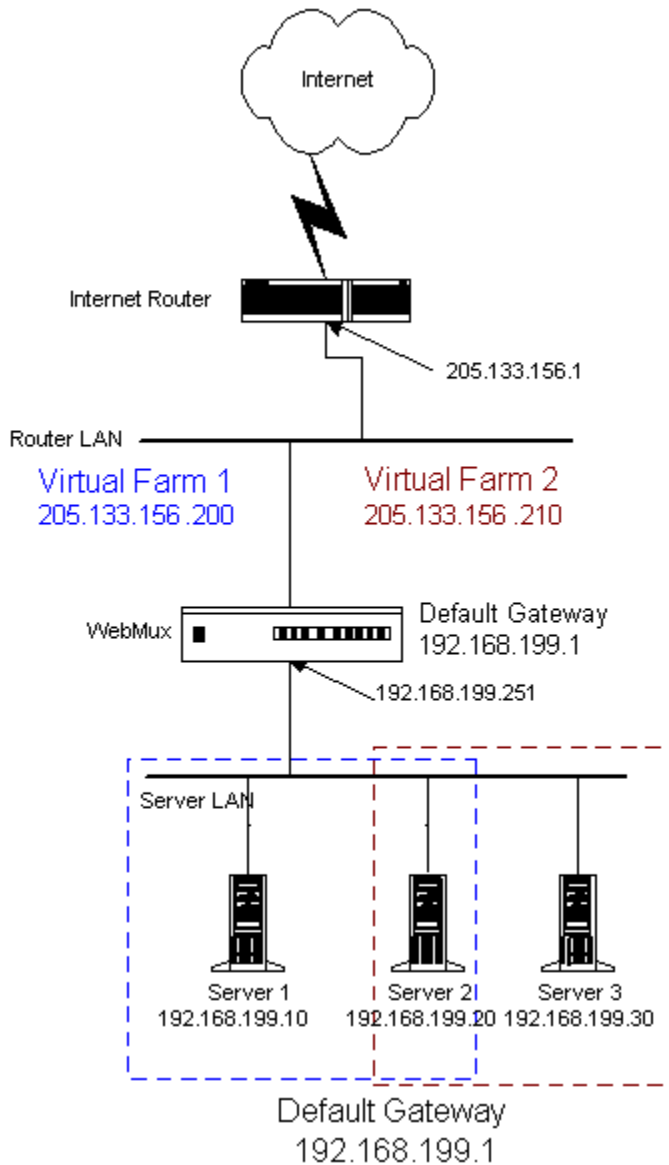 Internet
Internet Router
205.133.156.1
Router LAN
Virtual Farm 1
205.133.156 .200
Virtual Farm 2
205.133.156 .210
WebMux
Default Gateway
192.168.199.1
192.168.199.251
Server LAN
Server 1
192.168.199.10
Server 2
192.168.199.20
Server 3
192.168.199.30
Default Gateway
192.168.199.1